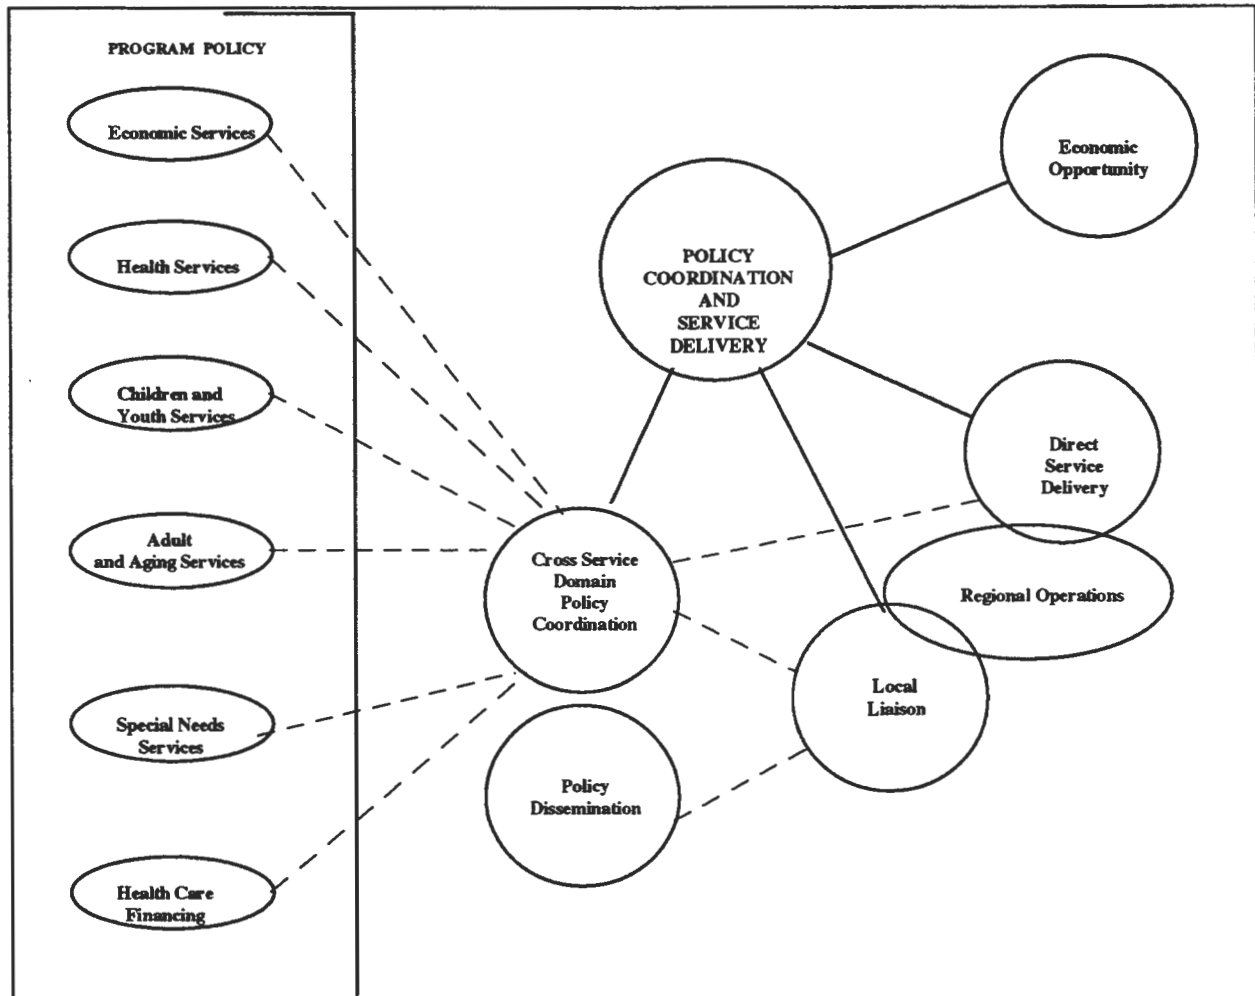 PROGRAM POLICY
Economic Services
Health Services
Children and
Youth Services
Adult
and Aging Services
Special Needs
Services
Health Care
Financing
POLICY
COORDINATION
AND
SERVICE
DELIVERY
Economic
Opportunity
Direct
Service
Delivery
Regional Operations
Cross Service
Domain
Policy
Coordination
Local
Liaison
Policy
Dissemination